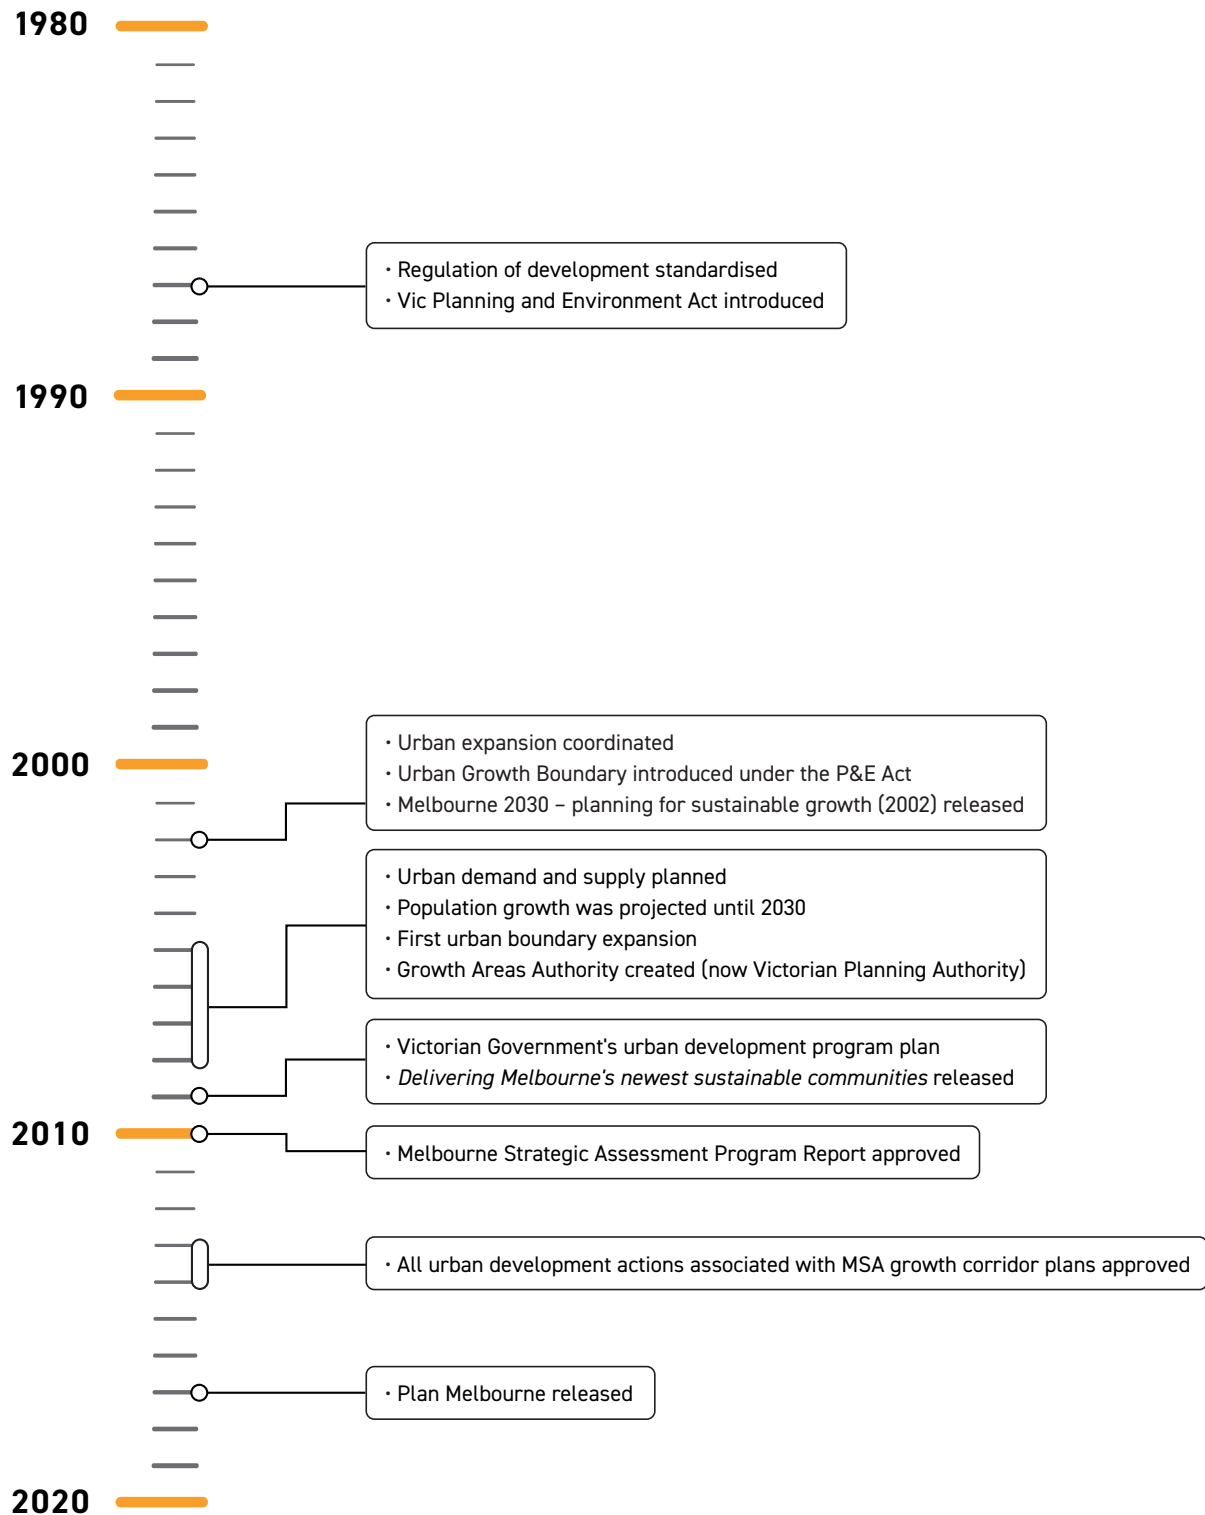 1980
· Regulation of development standardised
· Vic Planning and Environment Act introduced
1990
2000
· Urban expansion coordinated
· Urban Growth Boundary introduced under the P&E Act
· Melbourne 2030 – planning for sustainable growth (2002) released
· Urban demand and supply planned
· Population growth was projected until 2030
· First urban boundary expansion
· Growth Areas Authority created (now Victorian Planning Authority)
· Victorian Government's urban development program plan
· Delivering Melbourne's newest sustainable communities released
2010
· Melbourne Strategic Assessment Program Report approved
· All urban development actions associated with MSA growth corridor plans approved
· Plan Melbourne released
2020